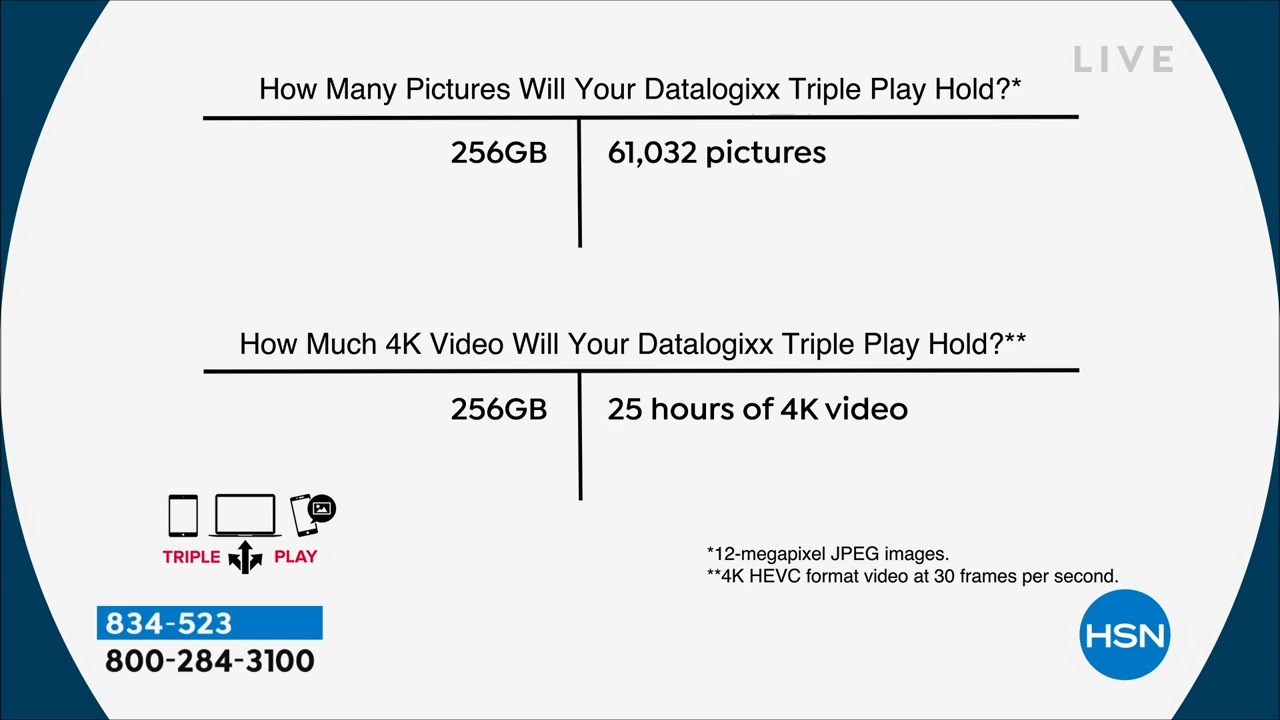 LIVE
How Many Pictures Will Your Datalogixx Triple Play Hold?*
256GB 61,032 pictures
How Much 4K Video Will Your Datalogixx Triple Play Hold?**
256GB 25 hours of 4K video
TRIPLE PLAY
*12-megapixel JPEG images.
**4K HEVC format video at 30 frames per second.
834-523
800-284-3100
HSN